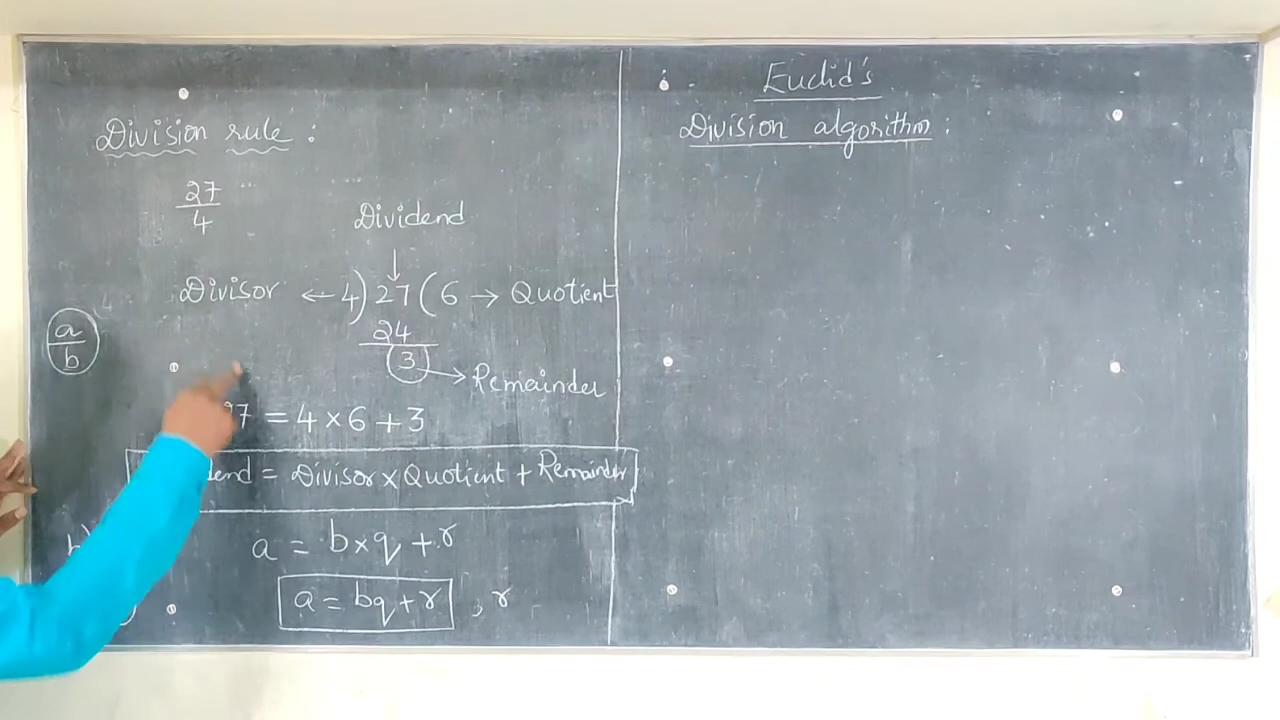 Division rule :
27
4
Dividend
↓
Divisor ← 4) 27 ( 6 → Quotient
24
3 → Remainder
a
b
27 = 4 × 6 + 3
= Divisor × Quotient + Remainder
a = b × q + r
a = bq + r , r
Euclid's
Division algorithm :